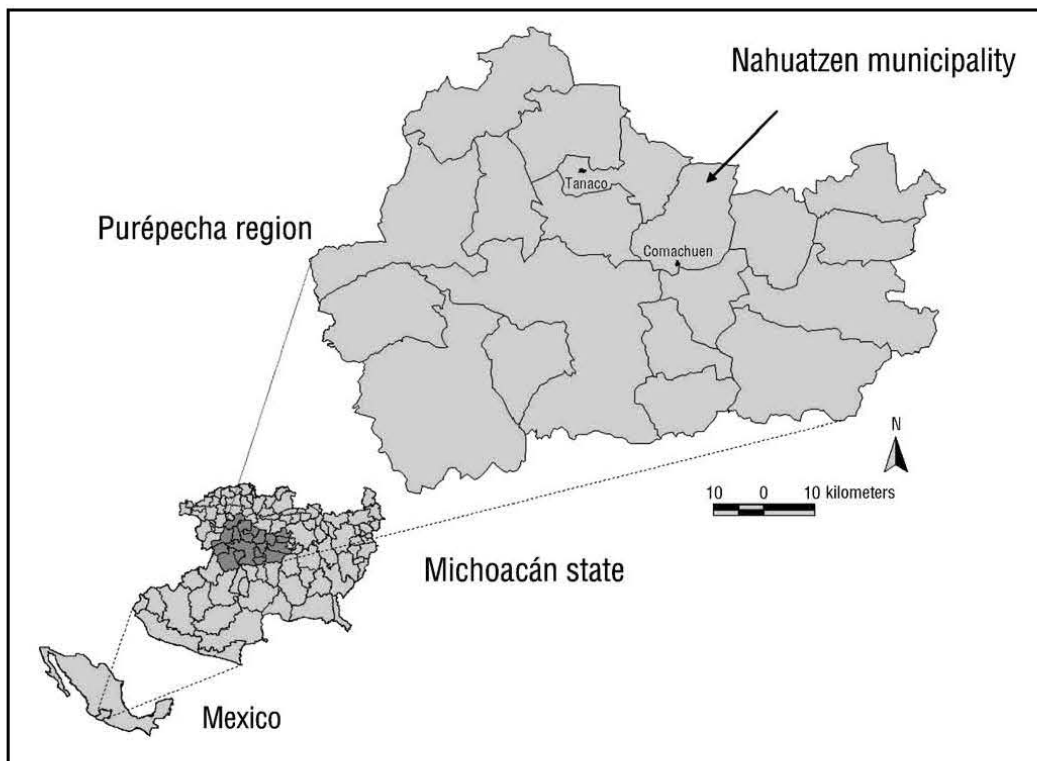 Nahuatzen municipality
Tanaco
Purépecha region
Comachuen
N
10 0 10 kilometers
Michoacán state
Mexico